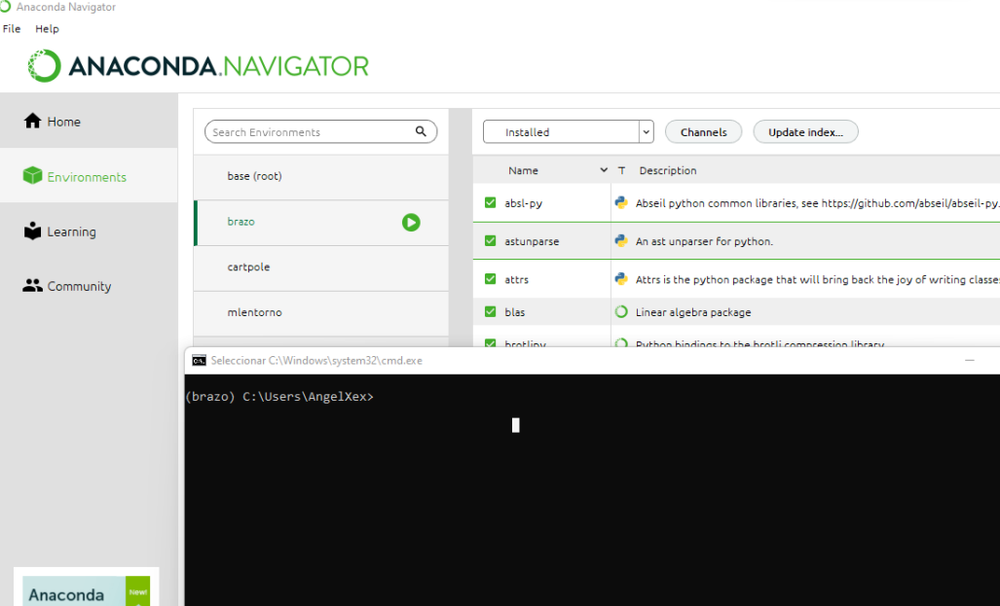 Anaconda Navigator
File Help
ANACONDA.NAVIGATOR
Home
Environments
Learning
Community
Search Environments
base (root)
brazo
cartpole
mlentorno
Installed
Channels
Update index...
Name T Description
absl-py Abseil python common libraries, see https://github.com/abseil/abseil-py.
astunparse An ast unparser for python.
attrs Attrs is the python package that will bring back the joy of writing classes
blas Linear algebra package
brotlipy Python bindings to the brotli compression library
Seleccionar C:\Windows\system32\cmd.exe
(brazo) C:\Users\AngelXex>
Anaconda
New!